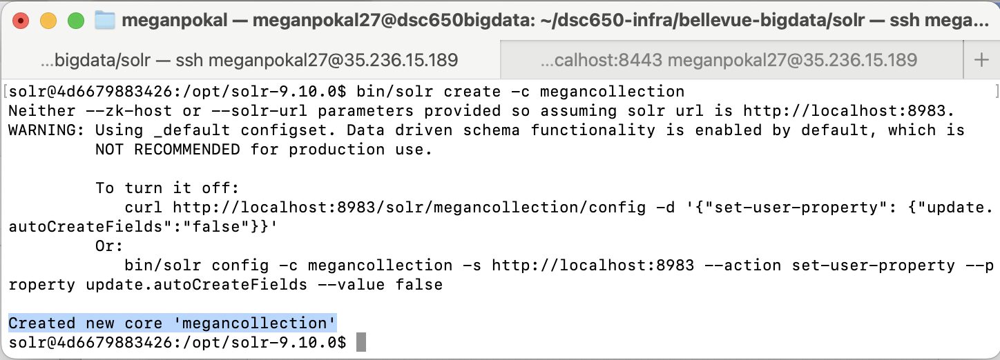 meganpokal — meganpokal27@dsc650bigdata: ~/dsc650-infra/bellevue-bigdata/solr — ssh mega...
...bigdata/solr — ssh meganpokal27@35.236.15.189
...calhost:8443 meganpokal27@35.236.15.189
+
[solr@4d6679883426:/opt/solr-9.10.0$ bin/solr create -c megancollection ]
Neither --zk-host or --solr-url parameters provided so assuming solr url is http://localhost:8983.
WARNING: Using _default configset. Data driven schema functionality is enabled by default, which is
         NOT RECOMMENDED for production use.
         To turn it off:
            curl http://localhost:8983/solr/megancollection/config -d '{"set-user-property": {"update.
autoCreateFields":"false"}}'
         Or:
            bin/solr config -c megancollection -s http://localhost:8983 --action set-user-property --p
roperty update.autoCreateFields --value false
Created new core 'megancollection'
solr@4d6679883426:/opt/solr-9.10.0$